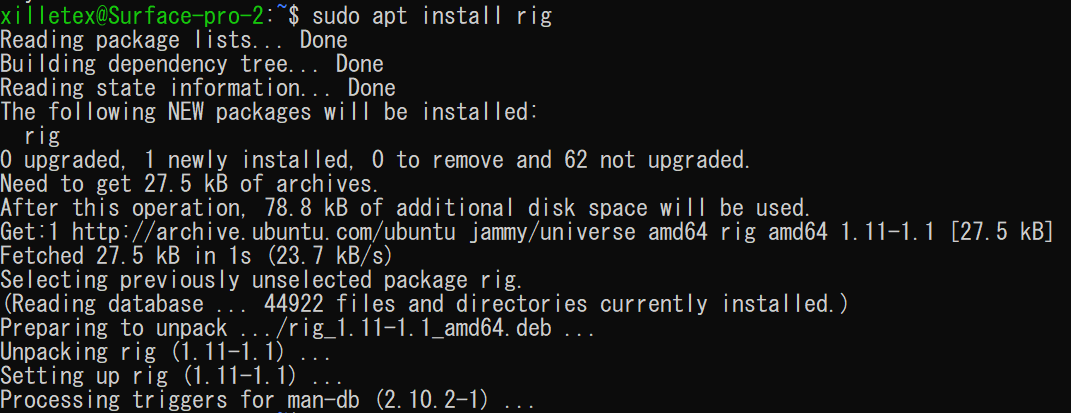 xilletex@Surface-pro-2:~$ sudo apt install rig
Reading package lists... Done
Building dependency tree... Done
Reading state information... Done
The following NEW packages will be installed:
  rig
0 upgraded, 1 newly installed, 0 to remove and 62 not upgraded.
Need to get 27.5 kB of archives.
After this operation, 78.8 kB of additional disk space will be used.
Get:1 http://archive.ubuntu.com/ubuntu jammy/universe amd64 rig amd64 1.11-1.1 [27.5 kB]
Fetched 27.5 kB in 1s (23.7 kB/s)
Selecting previously unselected package rig.
(Reading database ... 44922 files and directories currently installed.)
Preparing to unpack .../rig_1.11-1.1_amd64.deb ...
Unpacking rig (1.11-1.1) ...
Setting up rig (1.11-1.1) ...
Processing triggers for man-db (2.10.2-1) ...